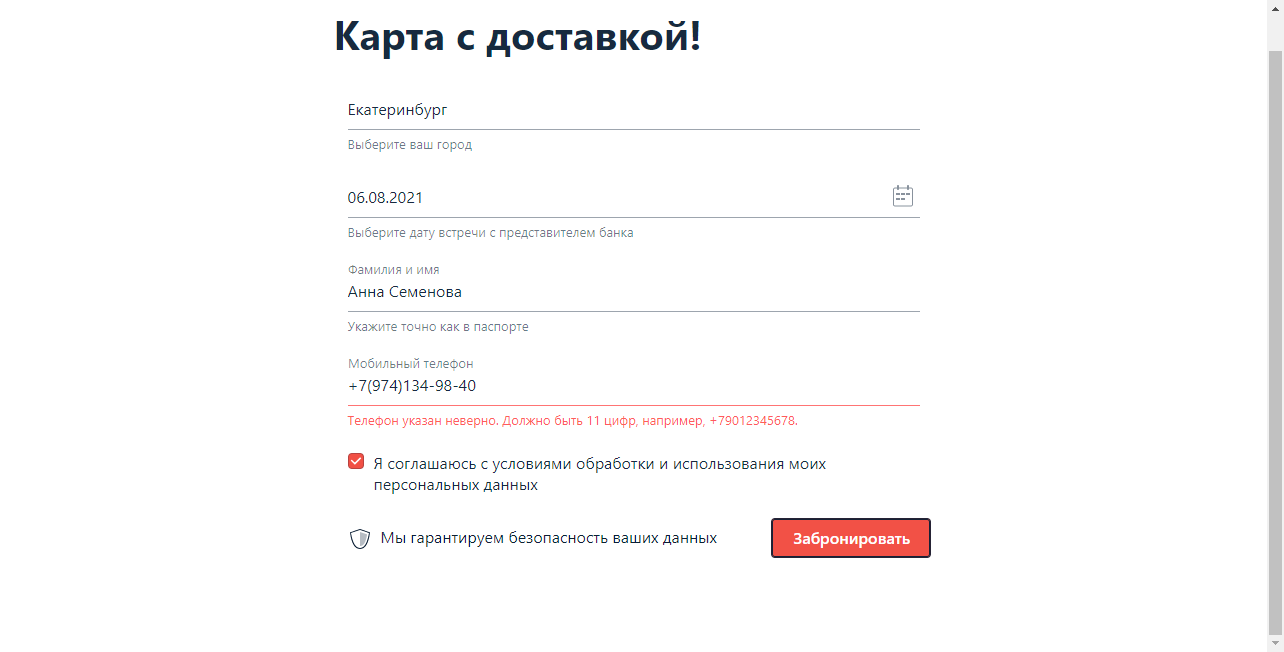 Карта с доставкой!
Екатеринбург
Выберите ваш город
06.08.2021
Выберите дату встречи с представителем банка
Фамилия и имя
Анна Семенова
Укажите точно как в паспорте
Мобильный телефон
+7(974)134-98-40
Телефон указан неверно. Должно быть 11 цифр, например, +79012345678.
Я соглашаюсь с условиями обработки и использования моих
персональных данных
Мы гарантируем безопасность ваших данных
Забронировать